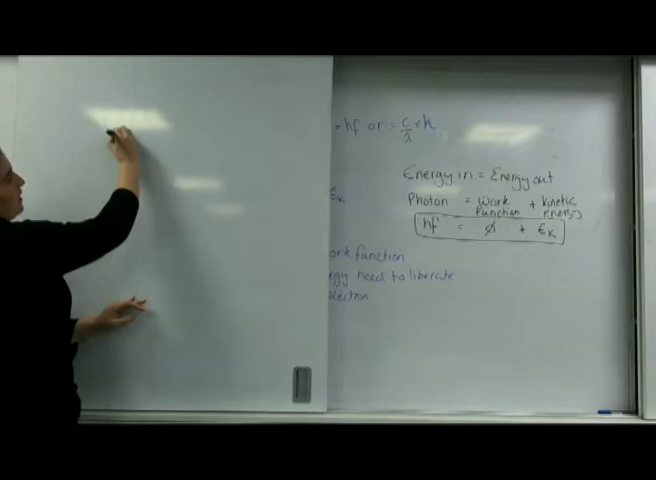 = hf or = c/λ × h
Energy in = Energy out
Photon = work function + kinetic energy
EK
hf = ø + EK
ork function
rgy need to liberate
electron